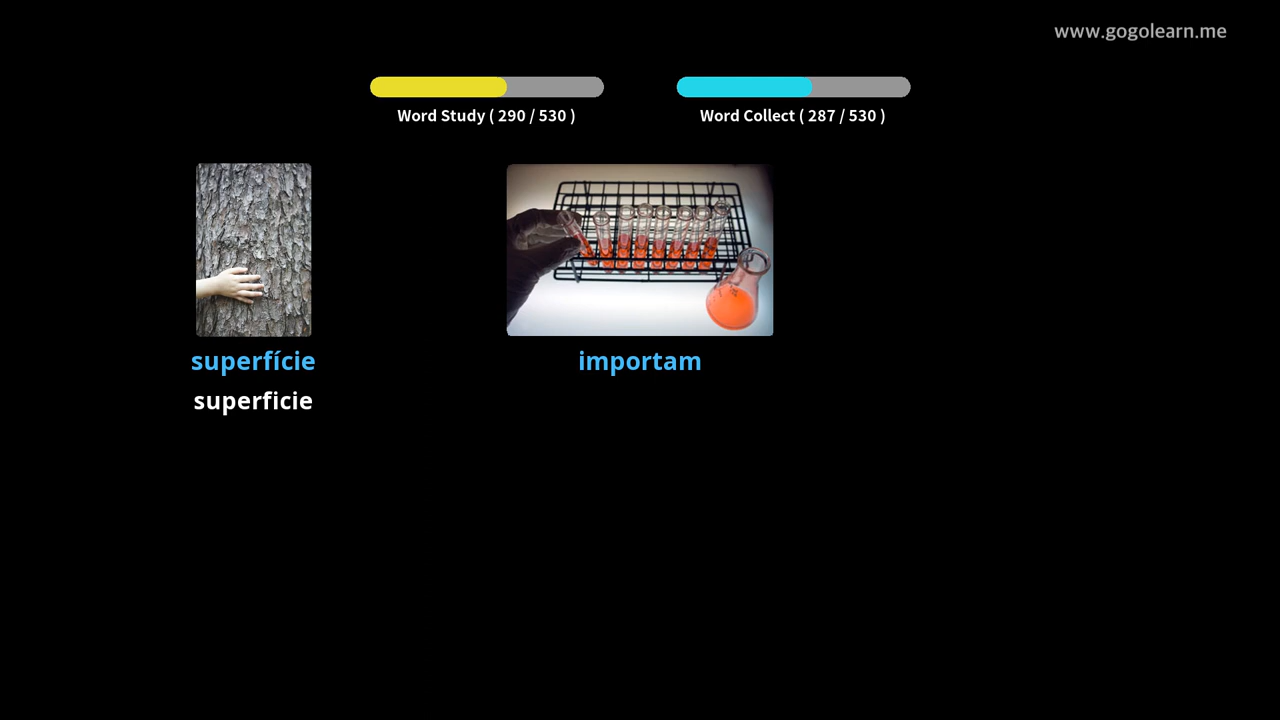 www.gogolearn.me
Word Study ( 290 / 530 )
Word Collect ( 287 / 530 )
superfície
superficie
importam